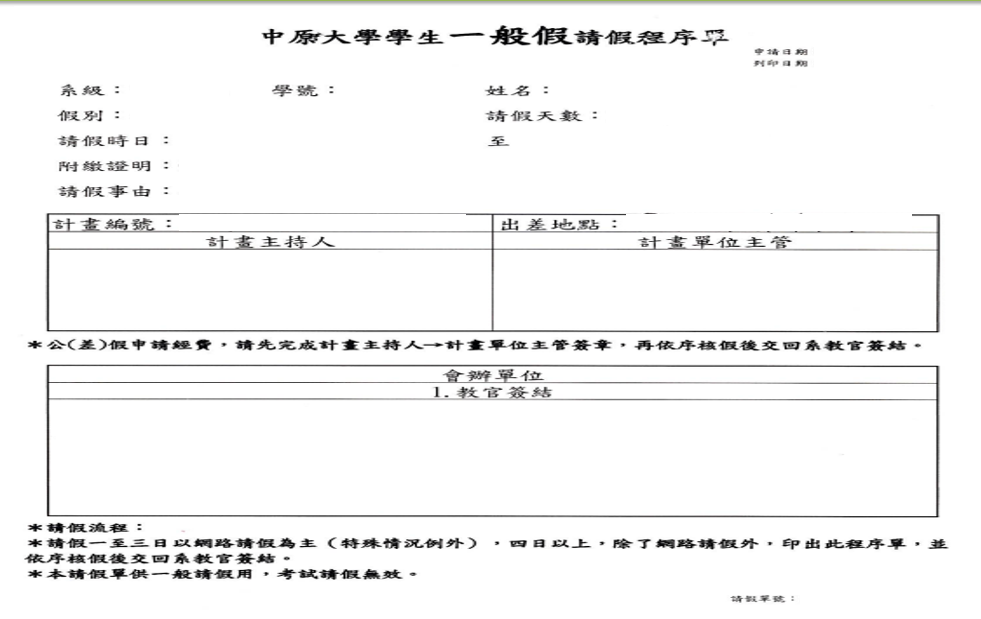 中原大學學生一般假請假程序單
申請日期
列印日期
系級： 學號： 姓名：
假別： 請假天數：
請假時日： 至
附繳證明：
請假事由：
計畫編號： 出差地點：
計畫主持人 計畫單位主管
＊公(差)假申請經費，請先完成計畫主持人→計畫單位主管簽章，再依序核假後交回系教官簽結。
會辦單位
1.教官簽結
＊請假流程：
＊請假一至三日以網路請假為主（特殊情況例外），四日以上，除了網路請假外，印出此程序單，並
依序核假後交回系教官簽結。
＊本請假單供一般請假用，考試請假無效。
請假單號：